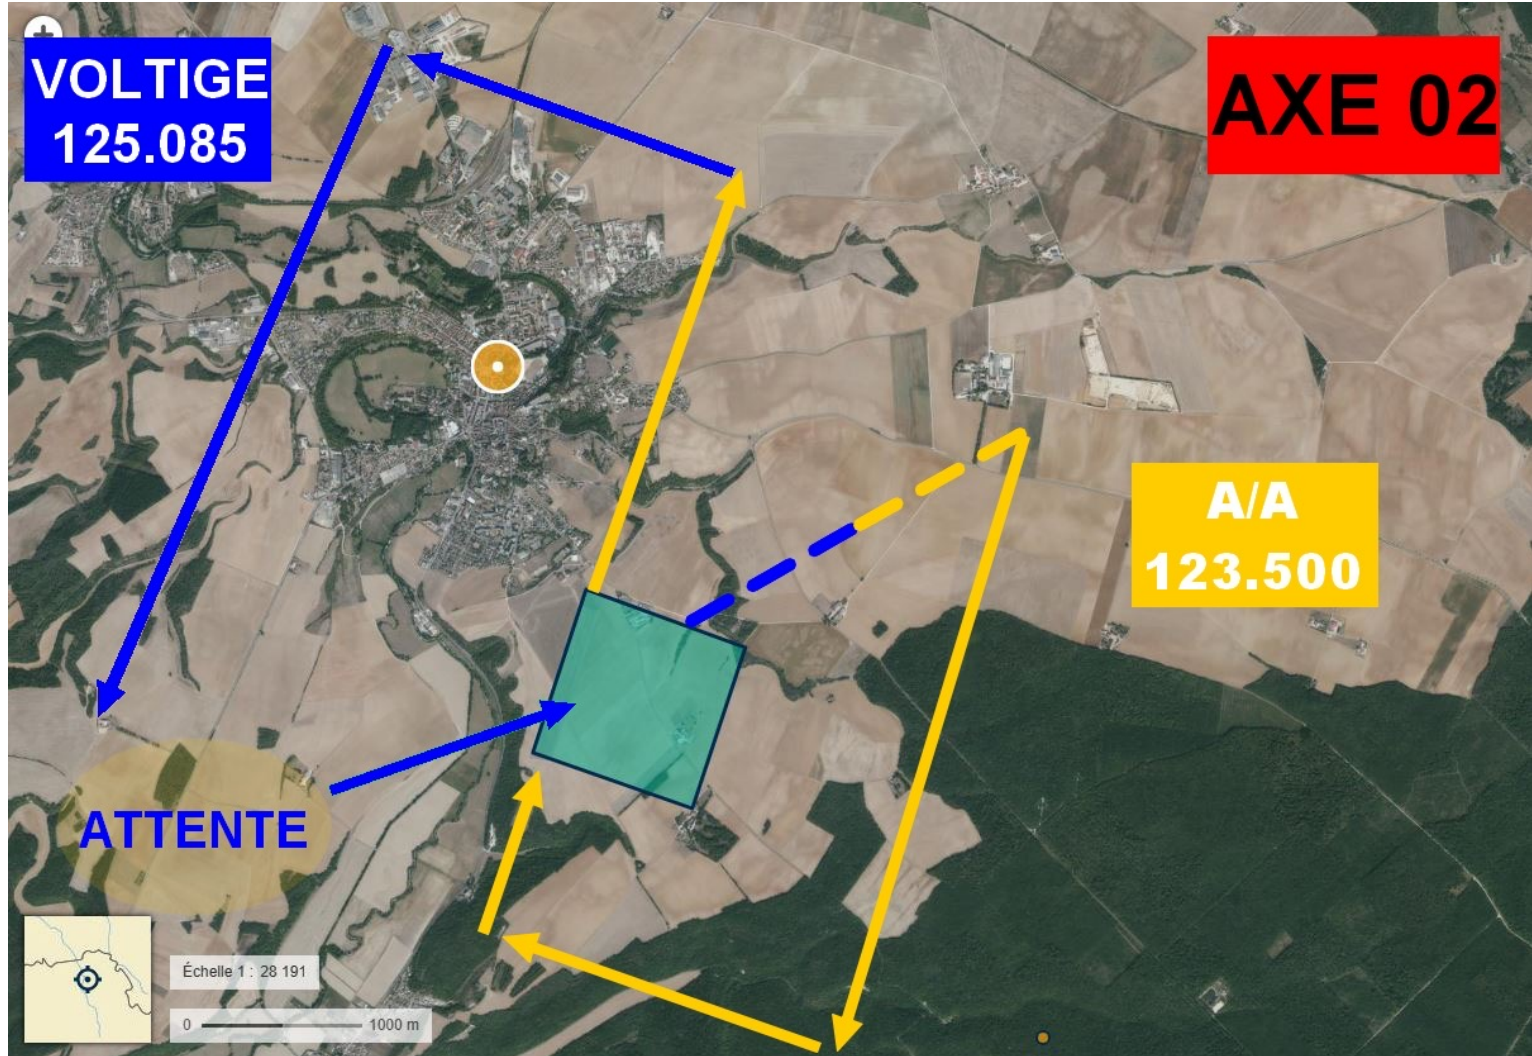 VOLTIGE
125.085
AXE 02
A/A
123.500
ATTENTE
Échelle 1 : 28 191
0 1000 m